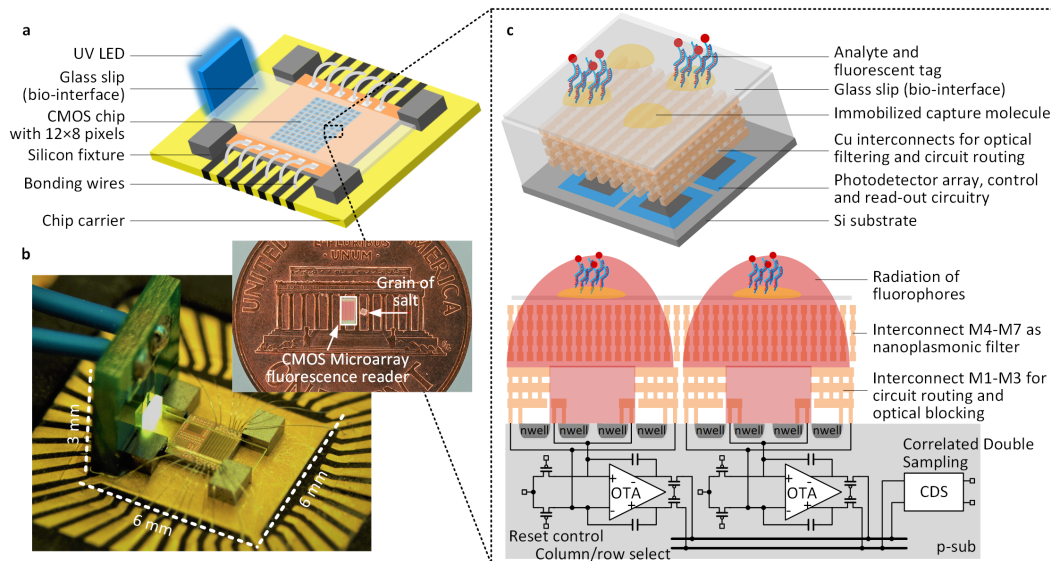 a
UV LED
Glass slip
(bio-interface)
CMOS chip
with 12×8 pixels
Silicon fixture
Bonding wires
Chip carrier
b
E·PLURIBUS
·UNUM·
UNITED STATES
AMERICA
Grain of
salt
CMOS Microarray
fluorescence reader
3 mm
6 mm
6 mm
c
Analyte and
fluorescent tag
Glass slip (bio-interface)
Immobilized capture molecule
Cu interconnects for optical
filtering and circuit routing
Photodetector array, control
and read-out circuitry
Si substrate
Radiation of
fluorophores
Interconnect M4-M7 as
nanoplasmonic filter
Interconnect M1-M3 for
circuit routing and
optical blocking
nwell nwell nwell nwell nwell nwell nwell nwell
Correlated Double
Sampling
+ − OTA − +
+ − OTA − +
CDS
Reset control
Column/row select
p-sub